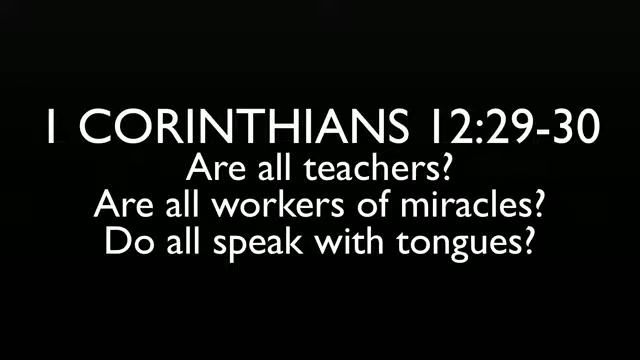 1 CORINTHIANS 12:29-30
Are all teachers?
Are all workers of miracles?
Do all speak with tongues?